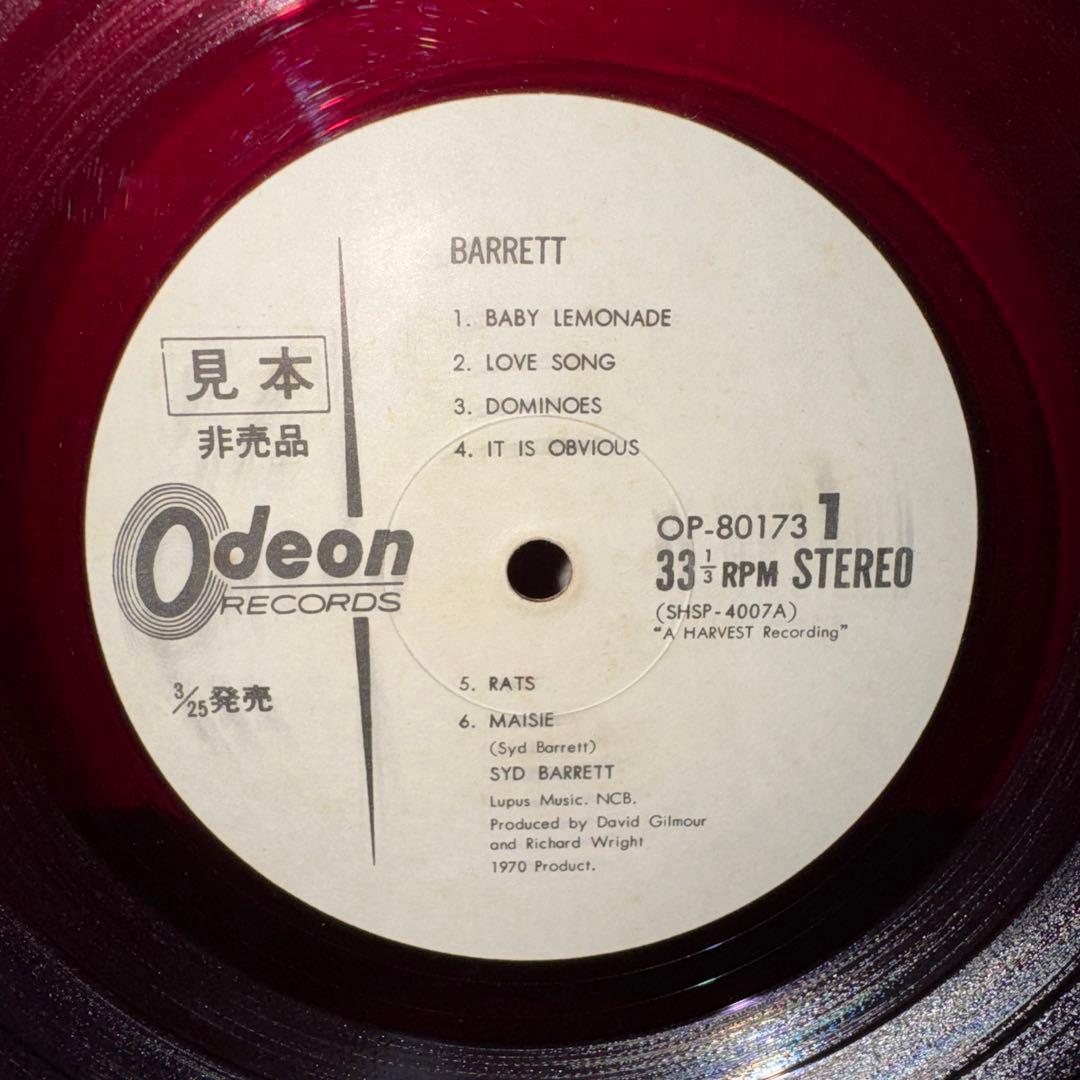 BARRETT
1. BABY LEMONADE
2. LOVE SONG
3. DOMINOES
4. IT IS OBVIOUS
見本
非売品
Odeon
RECORDS
OP-80173 1
33 1/3 RPM STEREO
(SHSP-4007A)
"A HARVEST Recording"
3/25発売
5. RATS
6. MAISIE
(Syd Barrett)
SYD BARRETT
Lupus Music. NCB.
Produced by David Gilmour
and Richard Wright
1970 Product.